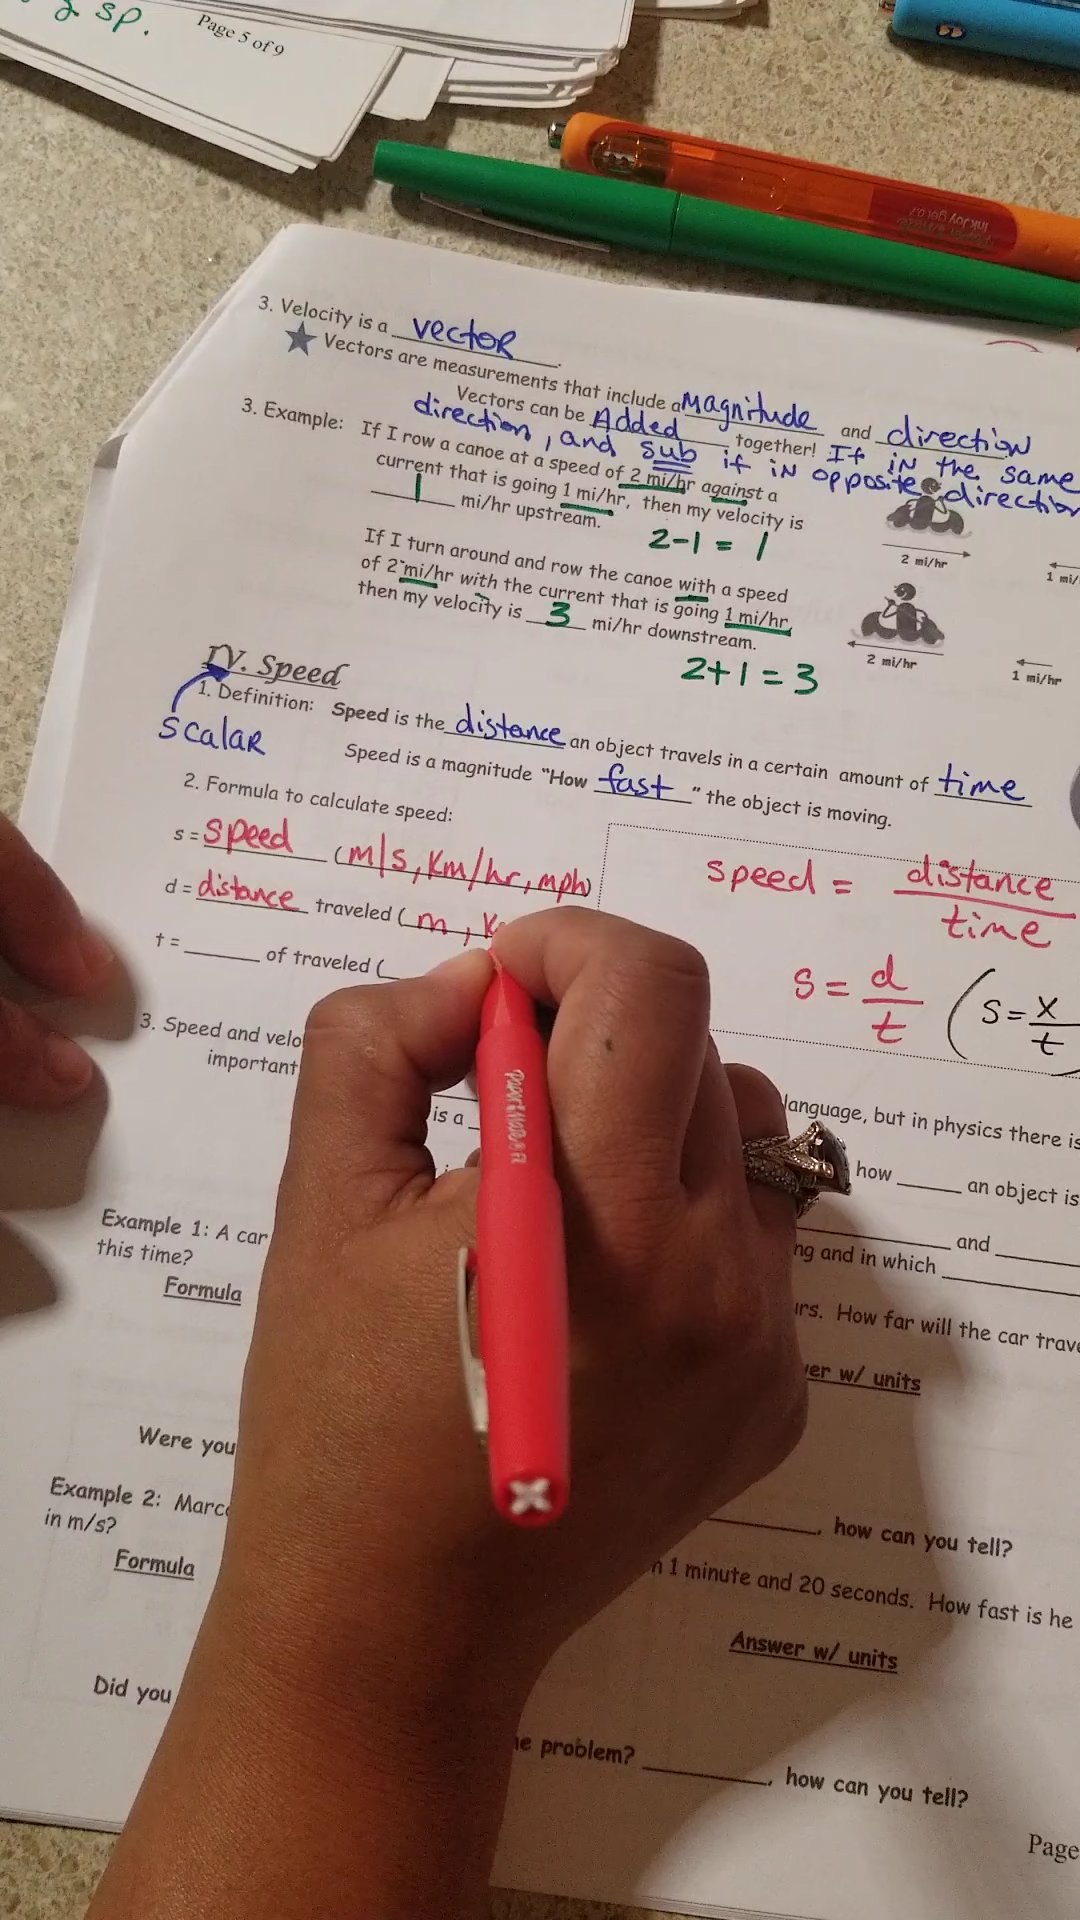 g sp.
Page 5 of 9
InkJoy gel 0.7
3. Velocity is a vector.
Vectors are measurements that include a Magnitude and direction
Vectors can be Added together! If in the same
direction, and sub if in opposite direction
3. Example: If I row a canoe at a speed of 2 mi/hr against a
current that is going 1 mi/hr, then my velocity is
1 mi/hr upstream.
2-1 = 1
2 mi/hr
1 mi/
If I turn around and row the canoe with a speed
of 2 mi/hr with the current that is going 1 mi/hr,
then my velocity is 3 mi/hr downstream.
2+1=3
2 mi/hr
1 mi/hr
IV. Speed
1. Definition: Speed is the distance an object travels in a certain amount of time
Scalar
Speed is a magnitude "How fast" the object is moving.
2. Formula to calculate speed:
s = speed (m/s, km/hr, mph)
d = distance traveled (m, K
t = ______ of traveled (
speed = distance
time
s = d
t
(s = x
t
3. Speed and velo
language, but in physics there is
important
is a
how ____ an object is
and
ng and in which
Example 1: A car
urs. How far will the car trave
this time?
Formula
er w/ units
Were you
, how can you tell?
Example 2: Marc
n 1 minute and 20 seconds. How fast is he
in m/s?
Formula
Answer w/ units
Did you
he problem? ________, how can you tell?
Page